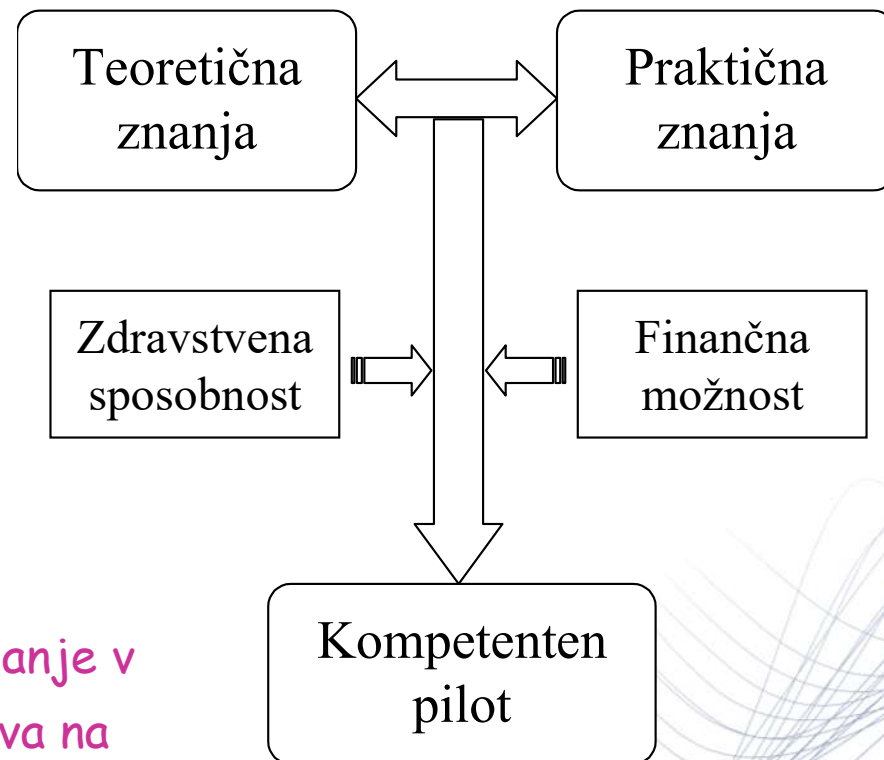 Teoretična
znanja
Praktična
znanja
Zdravstvena
sposobnost
Finančna
možnost
Kompetenten
pilot
anje v
va na